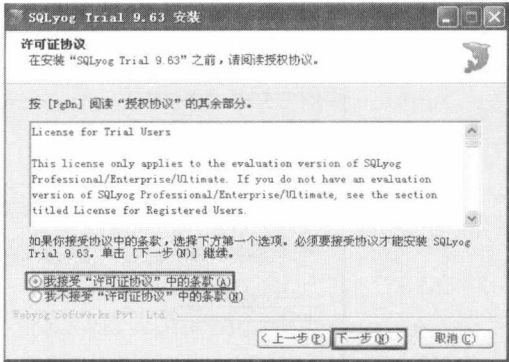 SQLyog Trial 9.63 安装
许可证协议
在安装“SQLyog Trial 9.63”之前，请阅读授权协议。
按 [PgDn] 阅读“授权协议”的其余部分。
License for Trial Users
This license only applies to the evaluation version of SQLyog
Professional/Enterprise/Ultimate. If you do not have an evaluation
version of SQLyog Professional/Enterprise/Ultimate, see the section
titled License for Registered Users.
如果你接受协议中的条款，选择下方第一个选项。必须要接受协议才能安装 SQLyog
Trial 9.63。单击 [下一步(N)] 继续。
我接受“许可证协议”中的条款(A)
我不接受“许可证协议”中的条款(N)
Webyog Softworks Pvt. Ltd.
< 上一步(P) 下一步(N) > 取消(C)